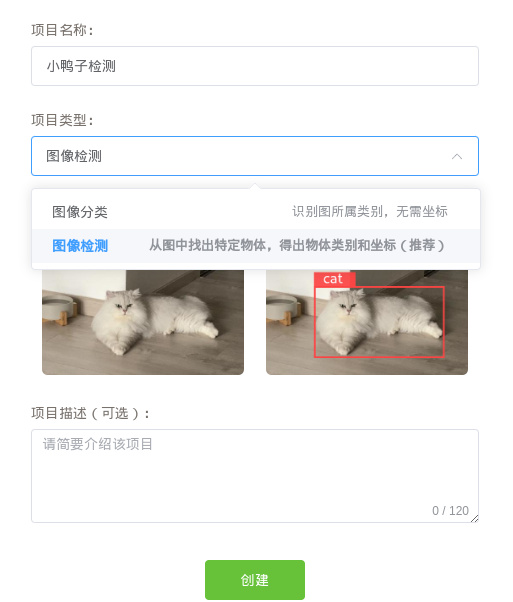 项目名称:
小鸭子检测
项目类型:
图像检测
图像分类 识别图所属类别，无需坐标
图像检测 从图中找出特定物体，得出物体类别和坐标（推荐）
cat
项目描述（可选）:
请简要介绍该项目
0 / 120
创建